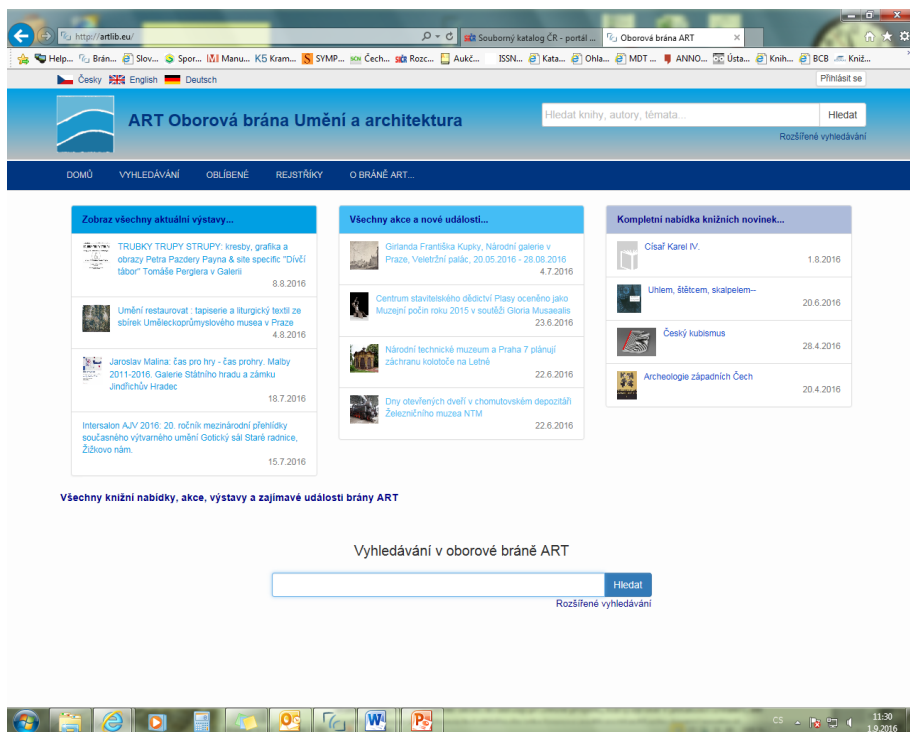 http://artlib.eu/
Souborný katalog ČR - portál ...
Oborová brána ART
Help...
Brán...
Slov...
Spor...
Manu...
K5 Kram...
SYMP...
Čech...
Rozc...
Aukč...
ISSN...
Kata...
Ohla...
MDT ...
ANNO...
Ústa...
Knih...
BCB
Kniž...
Česky
English
Deutsch
Přihlásit se
ART Oborová brána Umění a architektura
Hledat knihy, autory, témata...
Hledat
Rozšířené vyhledávání
DOMŮ
VYHLEDÁVÁNÍ
OBLÍBENÉ
REJSTŘÍKY
O BRÁNĚ ART...
Zobraz všechny aktuální výstavy...
TRUBKY TRUPY STRUPY: kresby, grafika a
obrazy Petra Pazdery Payna & site specific "Dívčí
tábor" Tomáše Perglera v Galerii
8.8.2016
Umění restaurovat : tapiserie a liturgický textil ze
sbírek Uměleckoprůmyslového musea v Praze
4.8.2016
Jaroslav Malina: čas pro hry - čas prohry. Malby
2011-2016. Galerie Státního hradu a zámku
Jindřichův Hradec
18.7.2016
Intersalon AJV 2016: 20. ročník mezinárodní přehlídky
současného výtvarného umění Gotický sál Staré radnice,
Žižkovo nám.
15.7.2016
Všechny akce a nové události...
Girlanda Františka Kupky, Národní galerie v
Praze, Veletržní palác, 20.05.2016 - 28.08.2016
4.7.2016
Centrum stavitelského dědictví Plasy oceněno jako
Muzejní počin roku 2015 v soutěži Gloria Musaealis
23.6.2016
Národní technické muzeum a Praha 7 plánují
záchranu kolotoče na Letné
22.6.2016
Dny otevřených dveří v chomutovském depozitáři
Železničního muzea NTM
22.6.2016
Kompletní nabídka knižních novinek...
Císař Karel IV.
1.8.2016
Uhlem, štětcem, skalpelem--
20.6.2016
Český kubismus
28.4.2016
Archeologie západních Čech
20.4.2016
Všechny knižní nabídky, akce, výstavy a zajímavé události brány ART
Vyhledávání v oborové bráně ART
Hledat
Rozšířené vyhledávání
CS
11:30
1.9.2016